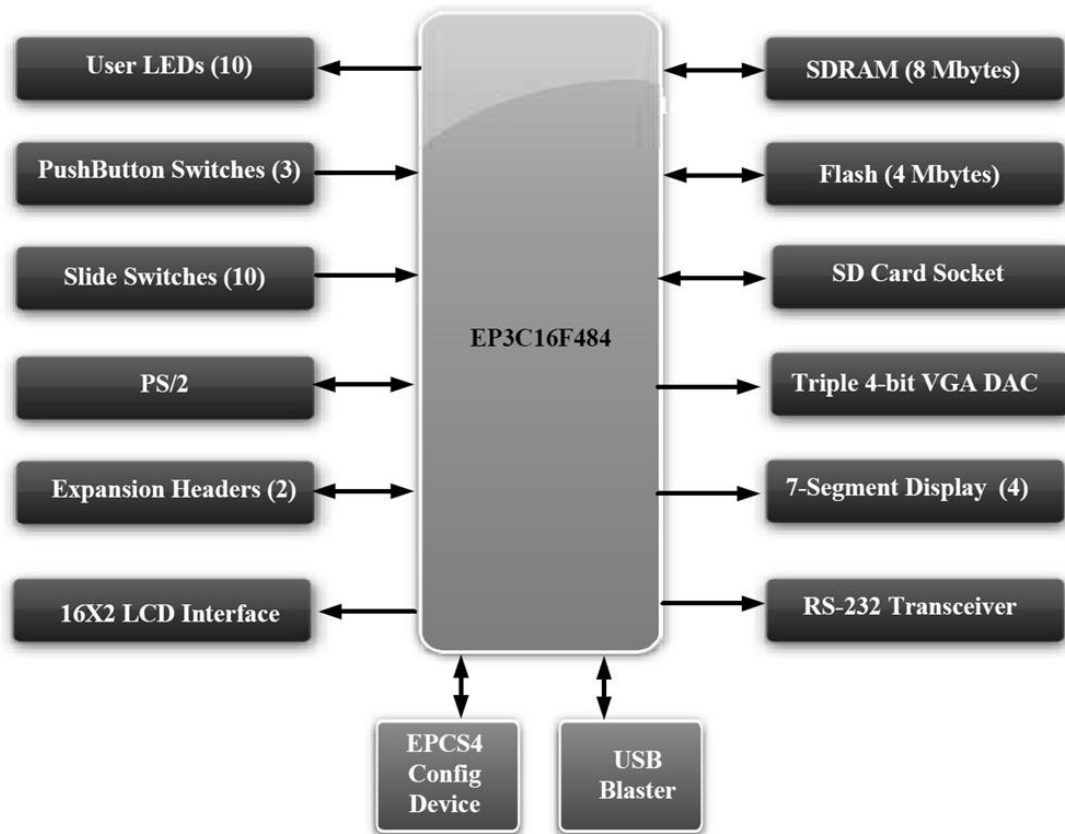 User LEDs (10)
PushButton Switches (3)
Slide Switches (10)
PS/2
Expansion Headers (2)
16X2 LCD Interface
EP3C16F484
SDRAM (8 Mbytes)
Flash (4 Mbytes)
SD Card Socket
Triple 4-bit VGA DAC
7-Segment Display (4)
RS-232 Transceiver
EPCS4
Config
Device
USB
Blaster